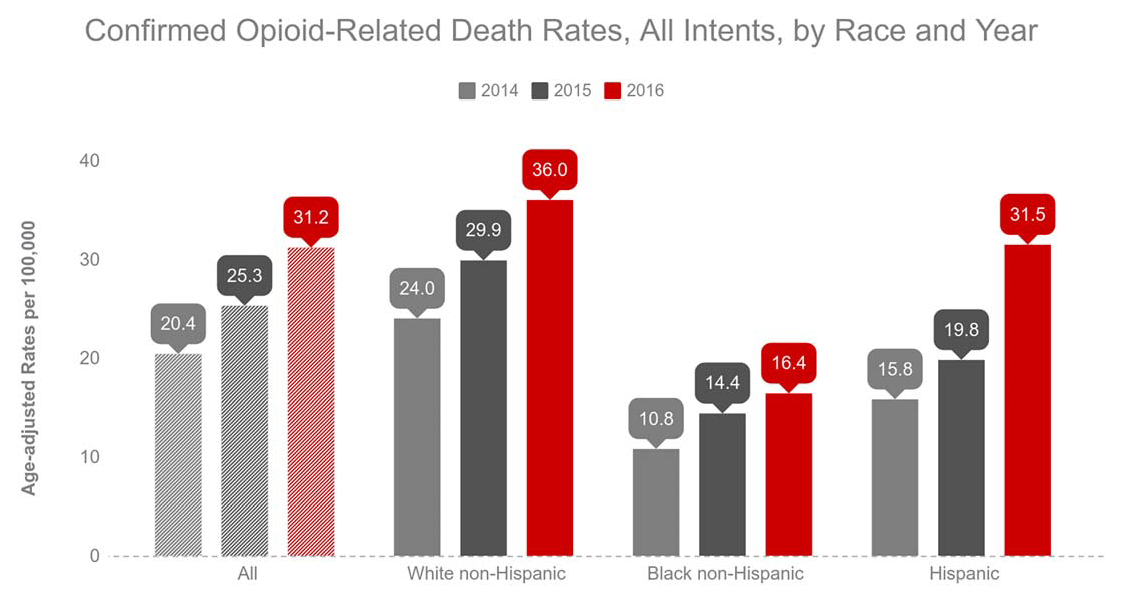 Confirmed Opioid-Related Death Rates, All Intents, by Race and Year
2014 2015 2016
Age-adjusted Rates per 100,000
40
30
20
10
0
20.4 25.3 31.2
24.0 29.9 36.0
10.8 14.4 16.4
15.8 19.8 31.5
All White non-Hispanic Black non-Hispanic Hispanic